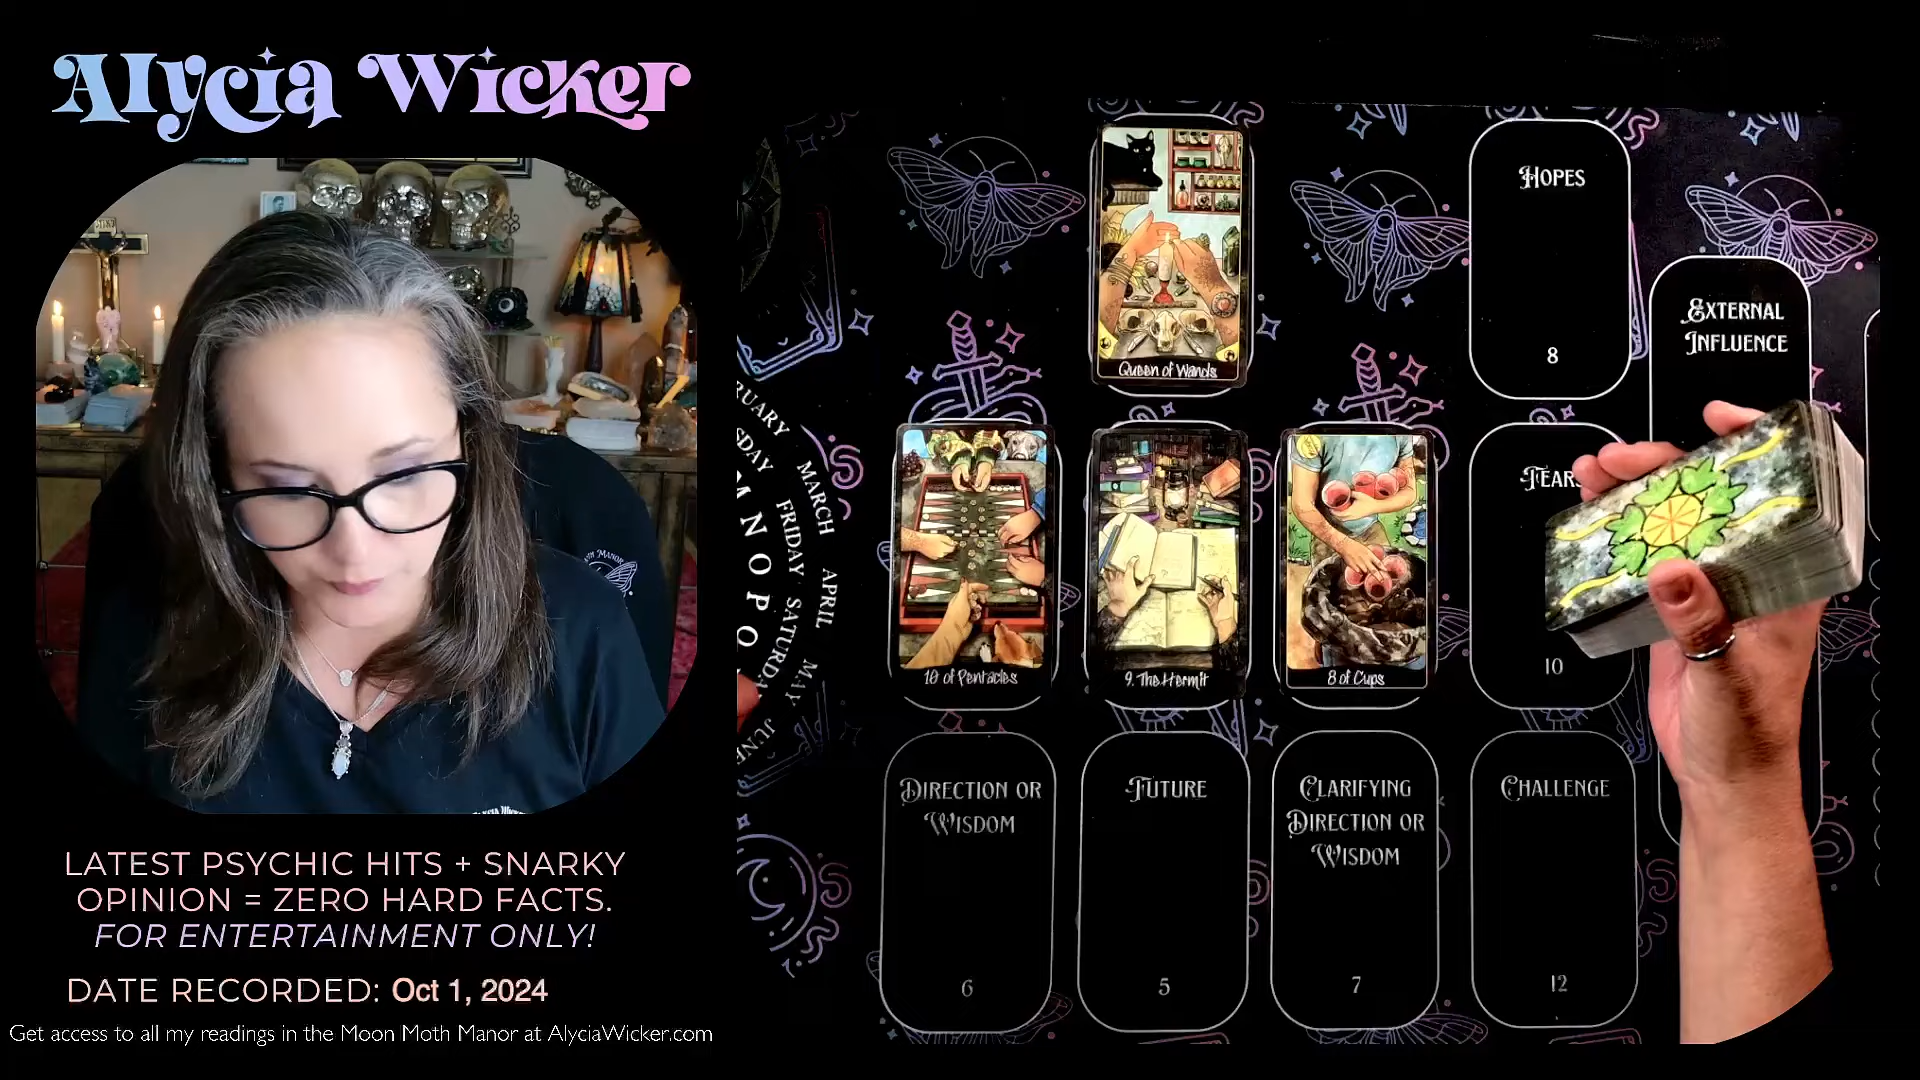 Alycia Wicker
LATEST PSYCHIC HITS + SNARKY
OPINION = ZERO HARD FACTS.
FOR ENTERTAINMENT ONLY!
DATE RECORDED: Oct 1, 2024
Get access to all my readings in the Moon Moth Manor at AlyciaWicker.com
Queen of Wands
HOPES
8
EXTERNAL
INFLUENCE
10 of Pentacles
9. The Hermit
8 of Cups
10
MARCH
APRIL
MAY
FRIDAY
M N O P Q
DIRECTION OR
WISDOM
6
FUTURE
5
CLARIFYING
DIRECTION OR
WISDOM
7
CHALLENGE
12